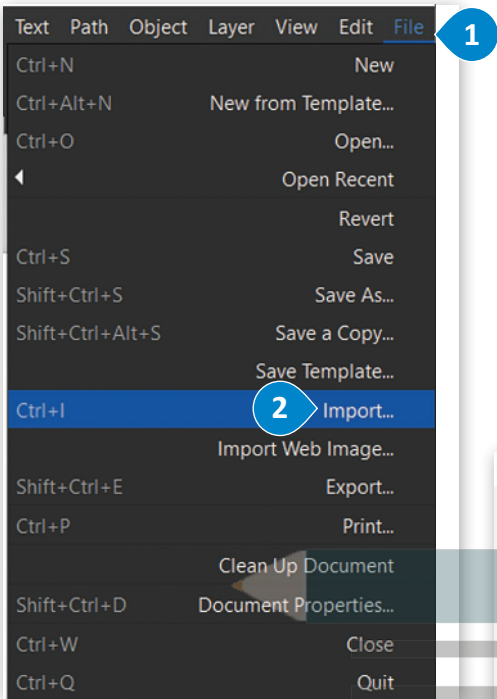 Text Path Object Layer View Edit File 1
Ctrl+N New
Ctrl+Alt+N New from Template...
Ctrl+O Open...
Open Recent
Revert
Ctrl+S Save
Shift+Ctrl+S Save As...
Shift+Ctrl+Alt+S Save a Copy...
Save Template...
Ctrl+I 2 Import...
Import Web Image...
Shift+Ctrl+E Export...
Ctrl+P Print...
Clean Up Document
Shift+Ctrl+D Document Properties...
Ctrl+W Close
Ctrl+Q Quit